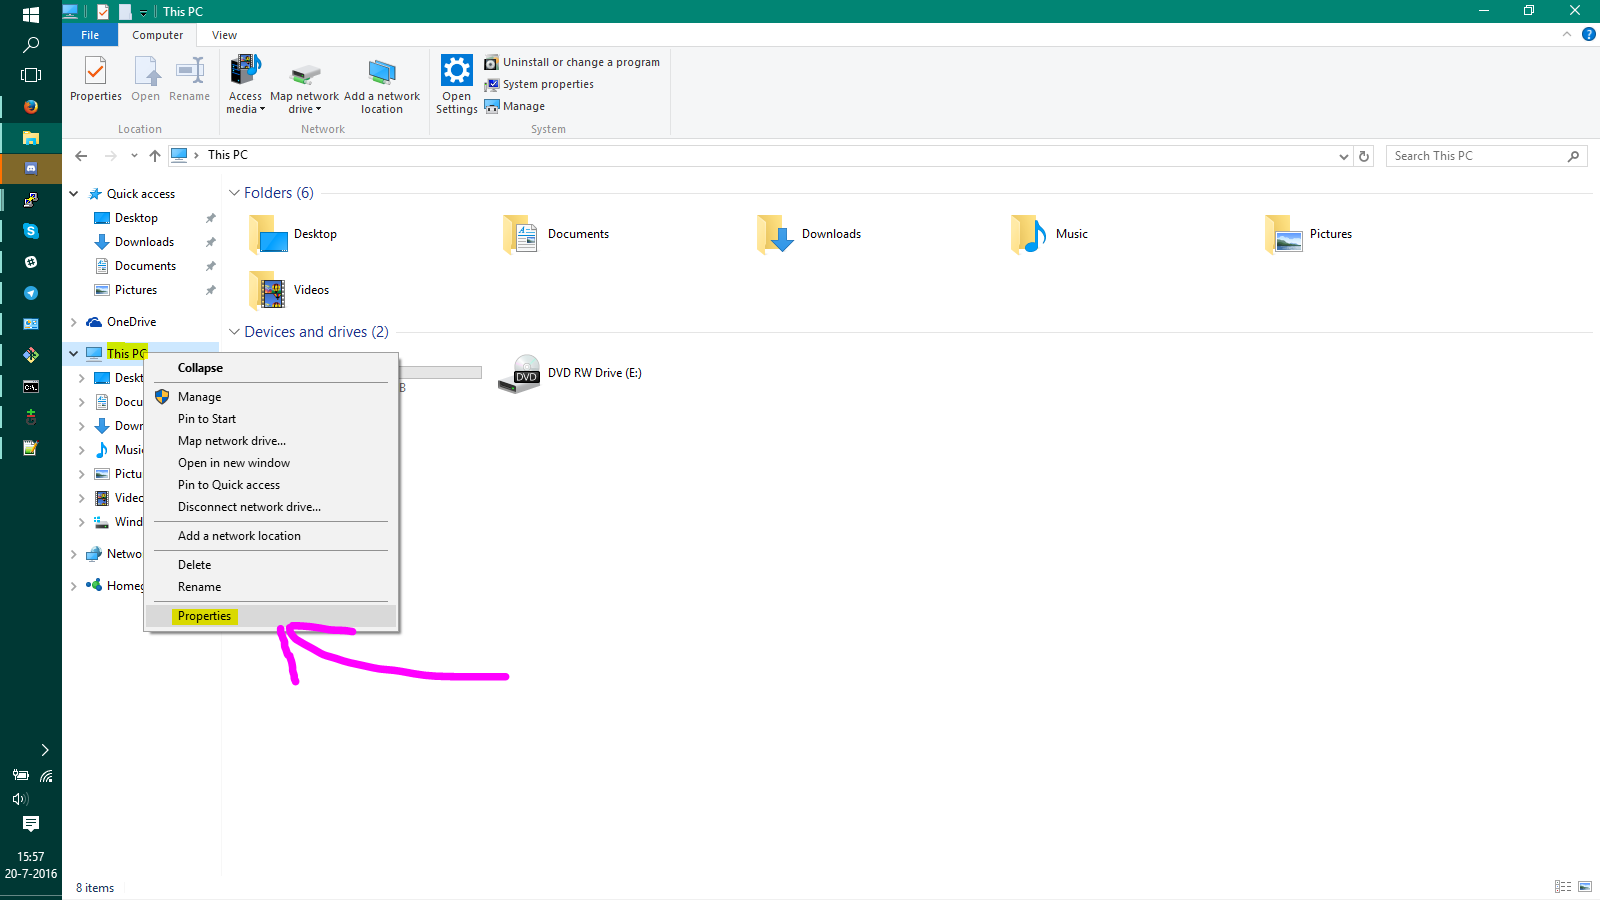 This PC
File
Computer
View
Properties
Open
Rename
Access
media
Map network
drive
Add a network
location
Open
Settings
Uninstall or change a program
System properties
Manage
Location
Network
System
This PC
Search This PC
Quick access
Desktop
Downloads
Documents
Pictures
OneDrive
This PC
Deskt
Docu
Down
Music
Pictu
Video
Wind
Netwo
Homeg
Collapse
Manage
Pin to Start
Map network drive...
Open in new window
Pin to Quick access
Disconnect network drive...
Add a network location
Delete
Rename
Properties
Folders (6)
Desktop
Documents
Downloads
Music
Pictures
Videos
Devices and drives (2)
B
DVD
DVD RW Drive (E:)
15:57
20-7-2016
8 items